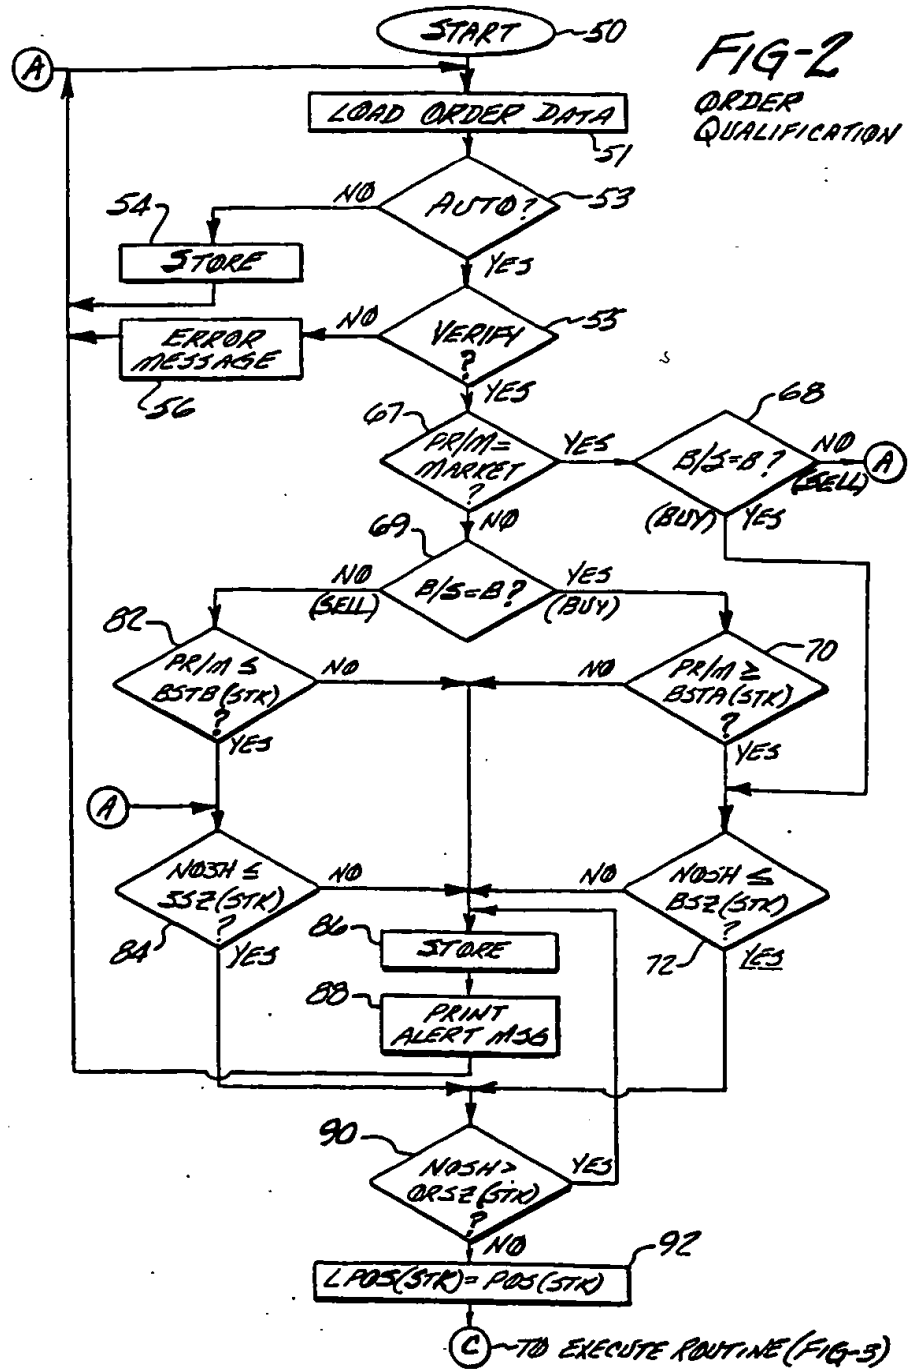 START
50
A
FIG-2
ORDER
QUALIFICATION
LOAD ORDER DATA
51
AUTO?
53
NO
54
STORE
YES
VERIFY
?
55
NO
ERROR
MESSAGE
56
YES
67
PR/M=
MARKET
?
YES
68
B/S=B?
NO
(SELL)
A
(BUY)
YES
NO
69
B/S=B?
NO
(SELL)
YES
(BUY)
82
PR/M ≤
BSTB(STK)
?
NO
YES
70
PR/M ≥
BSTA(STK)
?
NO
YES
A
NOSH ≤
SSZ(STK)
?
84
NO
YES
NOSH ≤
BSZ(STK)
?
72
NO
YES
86
STORE
88
PRINT
ALERT MSG
90
NOSH >
ORSZ(STK)
?
YES
NO
92
LPOS(STK)=POS(STK)
C
TO EXECUTE ROUTINE (FIG-3)